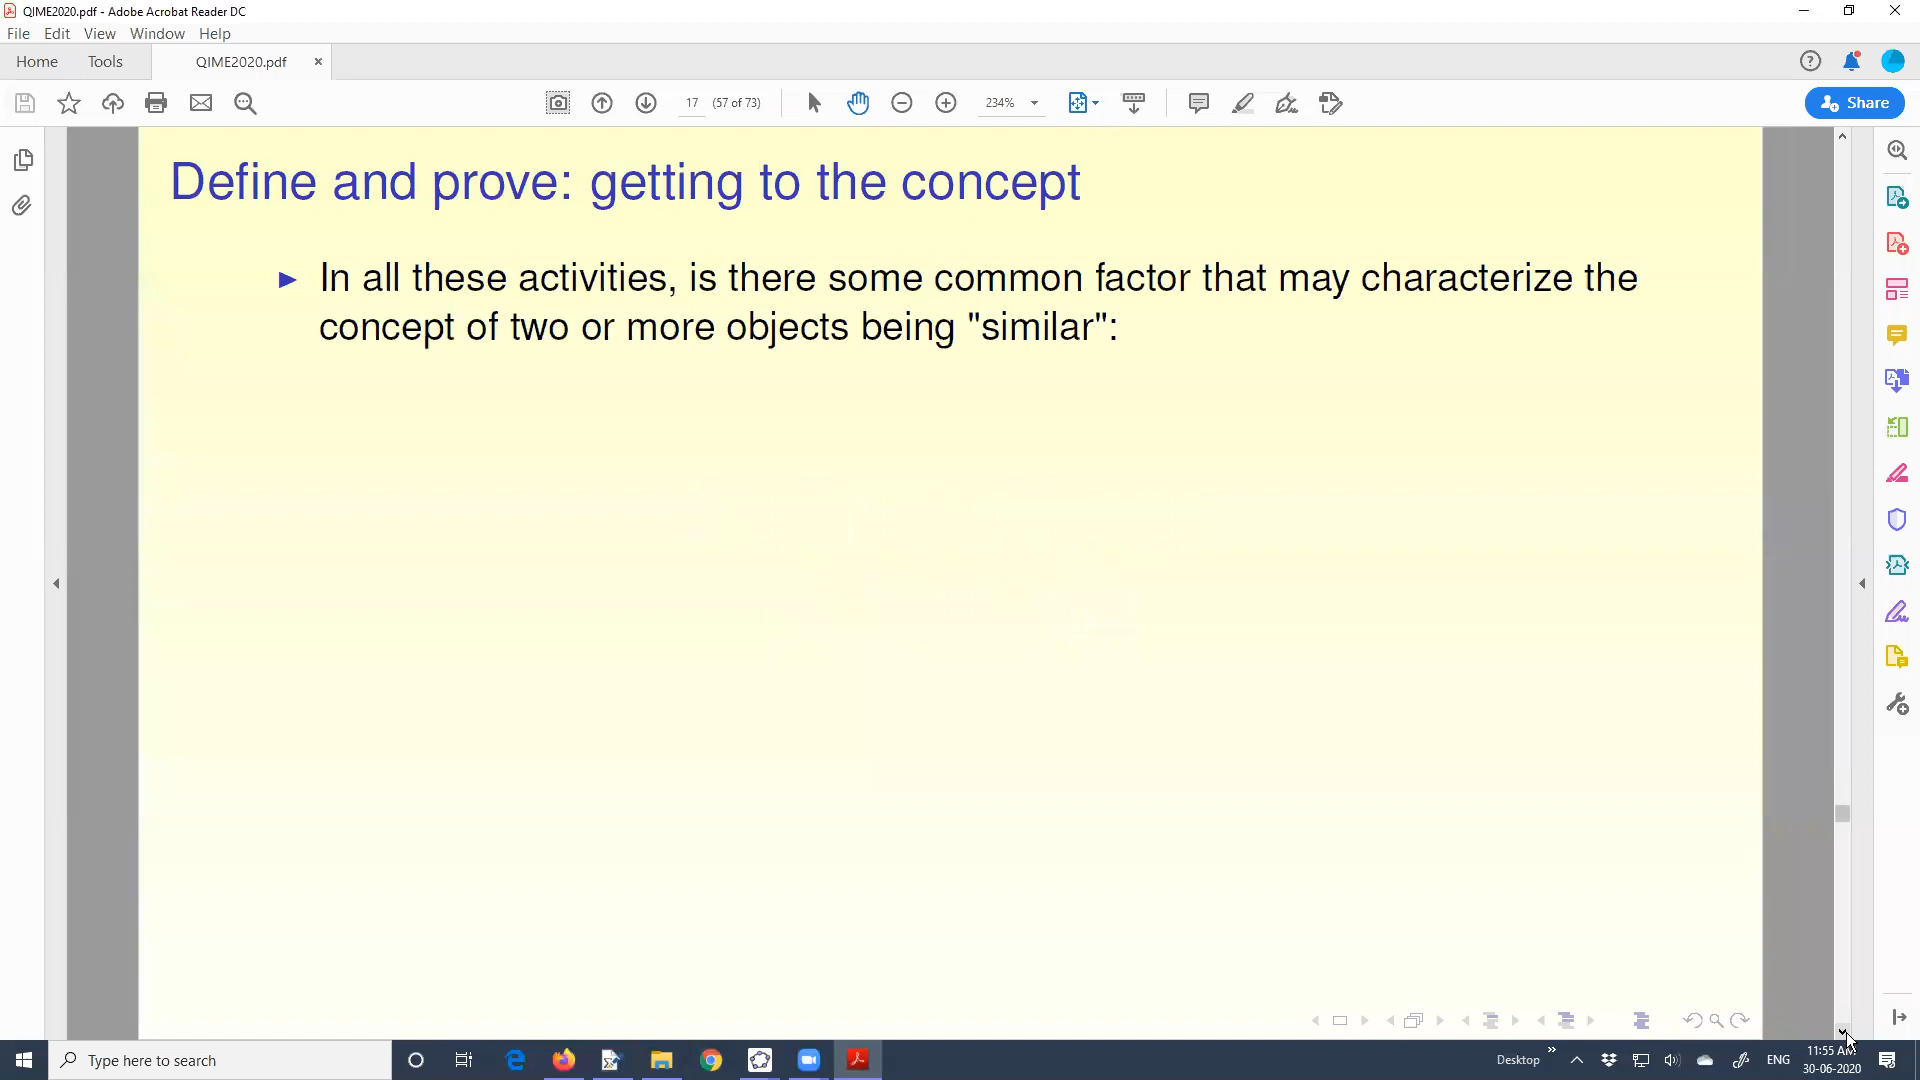 QIME2020.pdf - Adobe Acrobat Reader DC
File Edit View Window Help
Home Tools QIME2020.pdf
17 (57 of 73) 234% Share
Define and prove: getting to the concept
In all these activities, is there some common factor that may characterize the
concept of two or more objects being "similar":
Type here to search
Desktop ENG
11:55 AM
30-06-2020